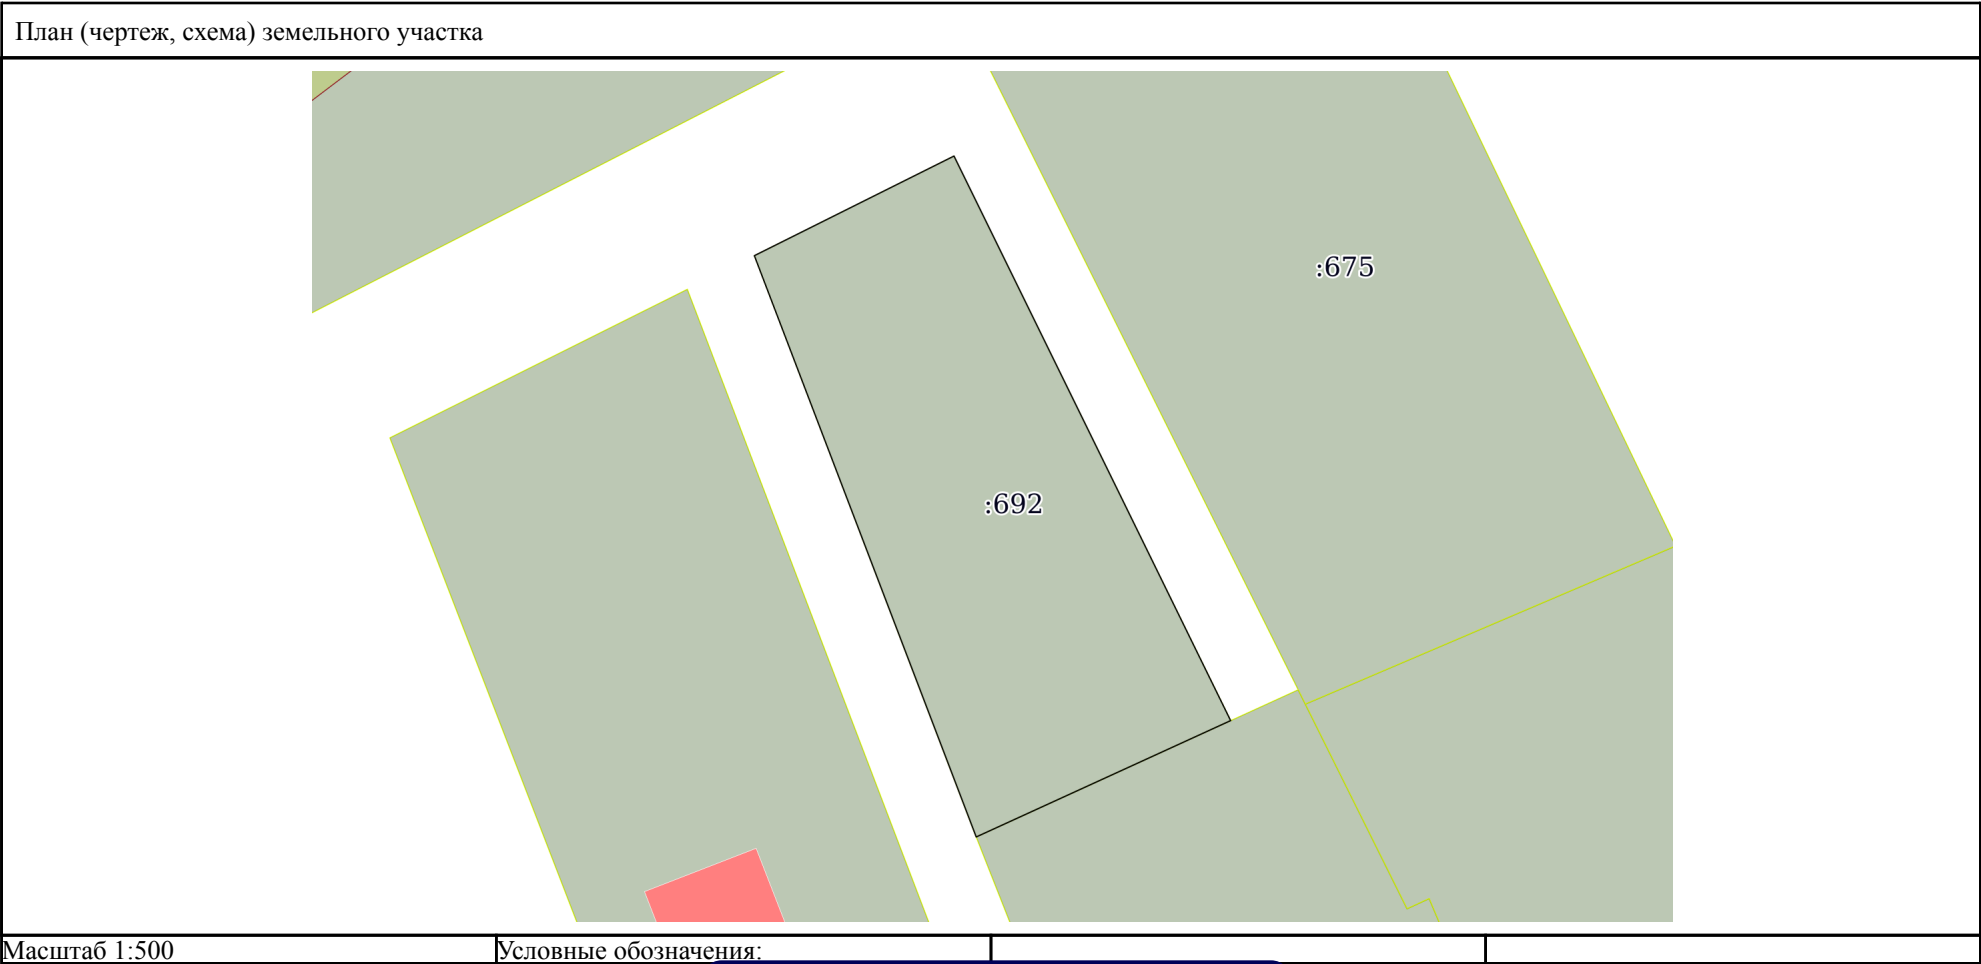 План (чертеж, схема) земельного участка
:675
:692
Масштаб 1:500
Условные обозначения: